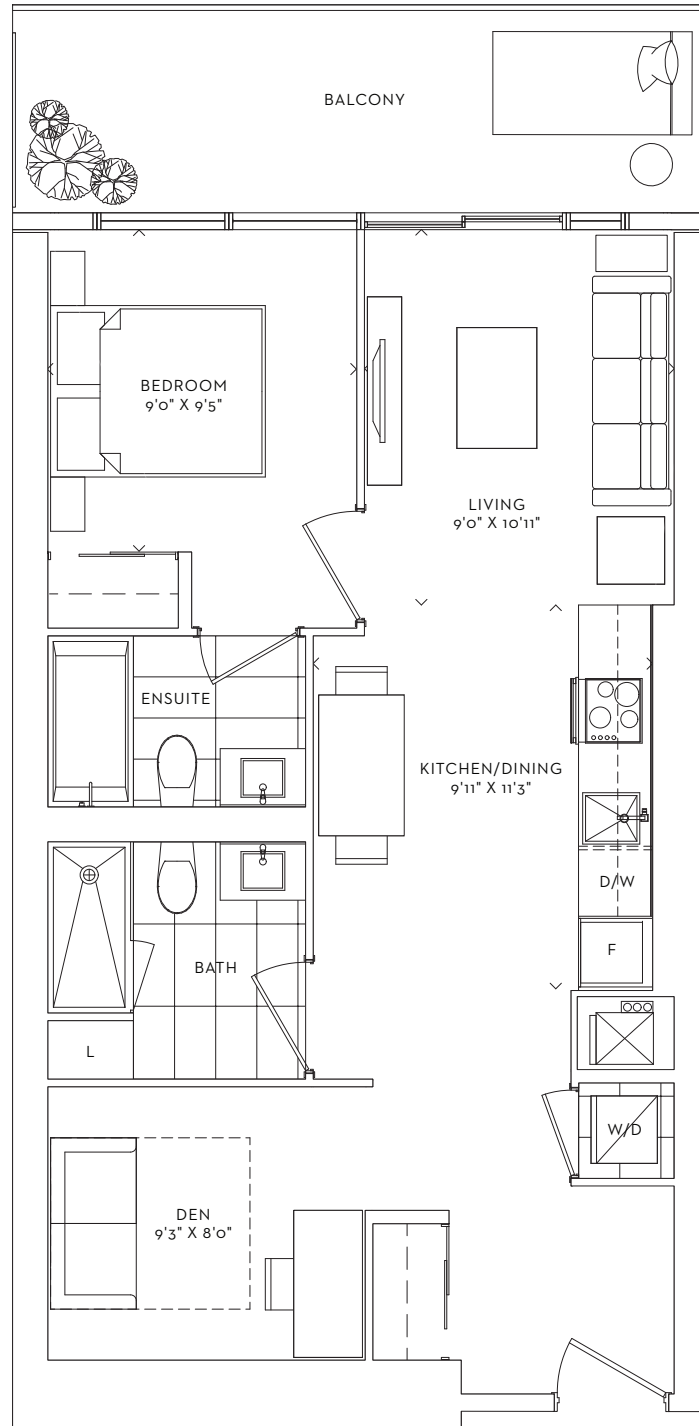 BALCONY
BEDROOM
9'0" X 9'5"
LIVING
9'0" X 10'11"
ENSUITE
KITCHEN/DINING
9'11" X 11'3"
D/W
F
BATH
L
W/D
DEN
9'3" X 8'0"